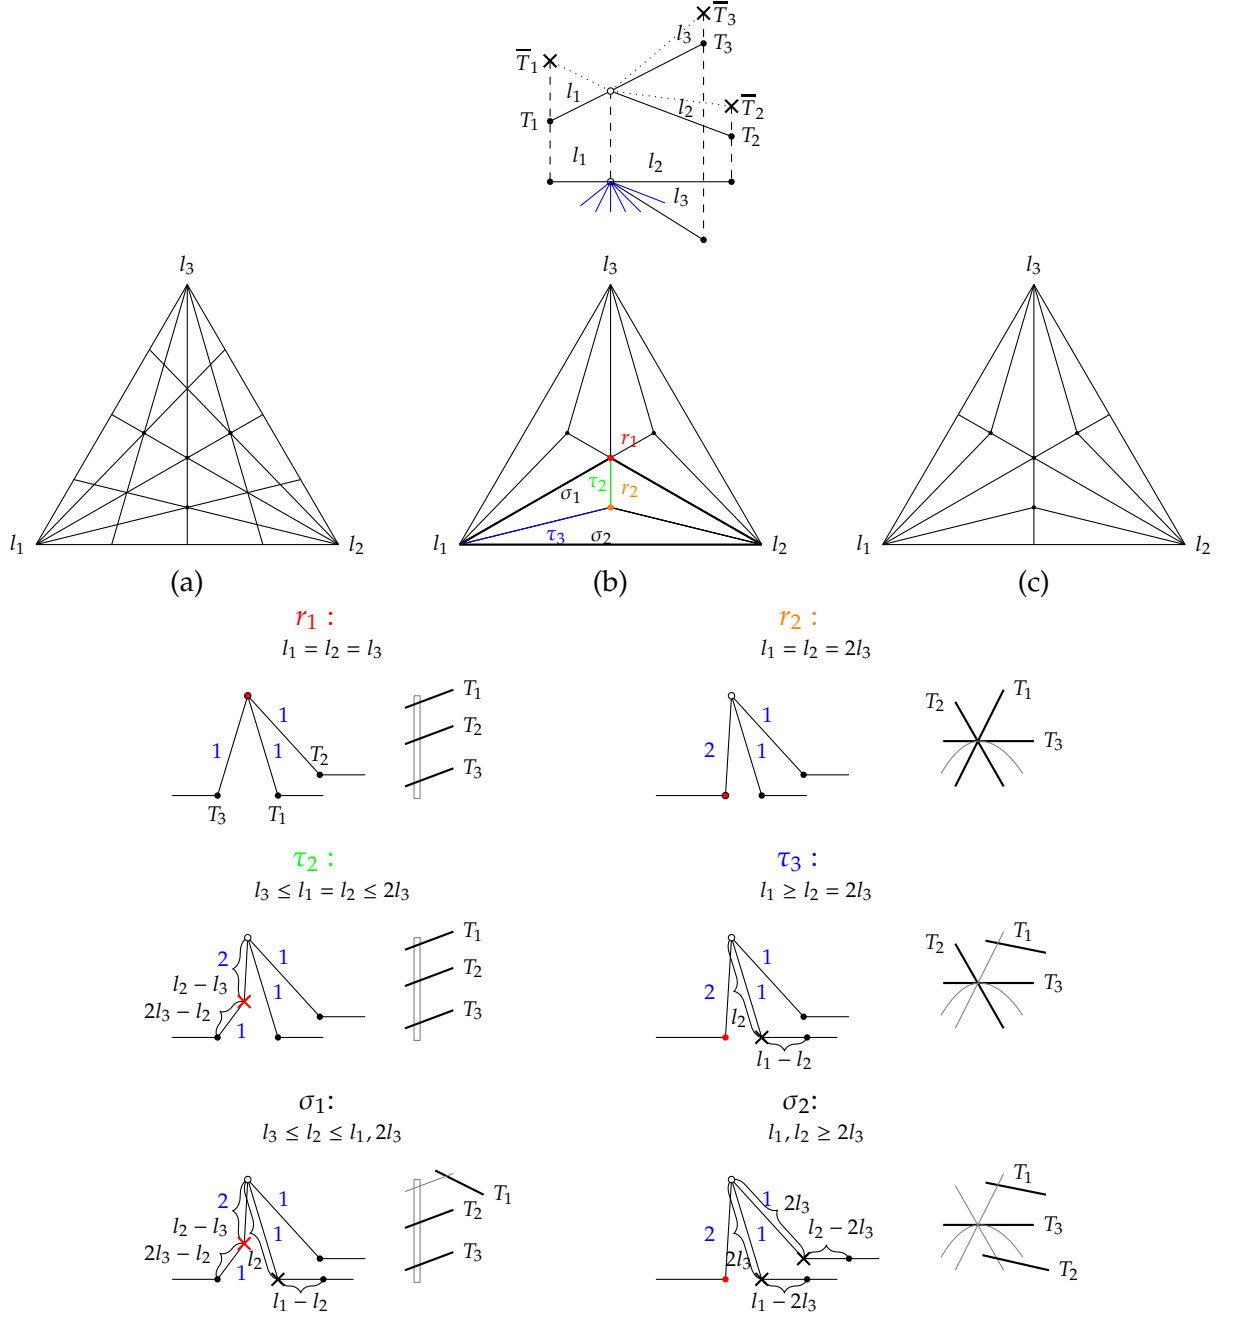 T̅₃
l₃
T₃
T̅₁
l₁
T̅₂
l₂
T₁
T₂
l₁ l₂
l₃
l₃ l₃ l₃
r₁
σ₁ τ₂ r₂
l₁ l₂ l₁ τ₃ σ₂ l₂ l₁ l₂
(a) (b) (c)
r₁ :
l₁ = l₂ = l₃
1 1 1 T₂
T₃ T₁
T₁
T₂
T₃
r₂ :
l₁ = l₂ = 2l₃
2 1 1
T₂ T₁
T₃
τ₂ :
l₃ ≤ l₁ = l₂ ≤ 2l₃
2 1
l₂ − l₃ 1
2l₃ − l₂
1
T₁
T₂
T₃
τ₃ :
l₁ ≥ l₂ = 2l₃
1
2 1
l₂
l₁ − l₂
T₂ T₁
T₃
σ₁:
l₃ ≤ l₂ ≤ l₁, 2l₃
2 1
l₂ − l₃ 1
2l₃ − l₂ l₂
1
l₁ − l₂
T₁
T₂
T₃
σ₂:
l₁, l₂ ≥ 2l₃
1 2l₃
2 1 l₂ − 2l₃
2l₃
l₁ − 2l₃
T₁
T₃
T₂